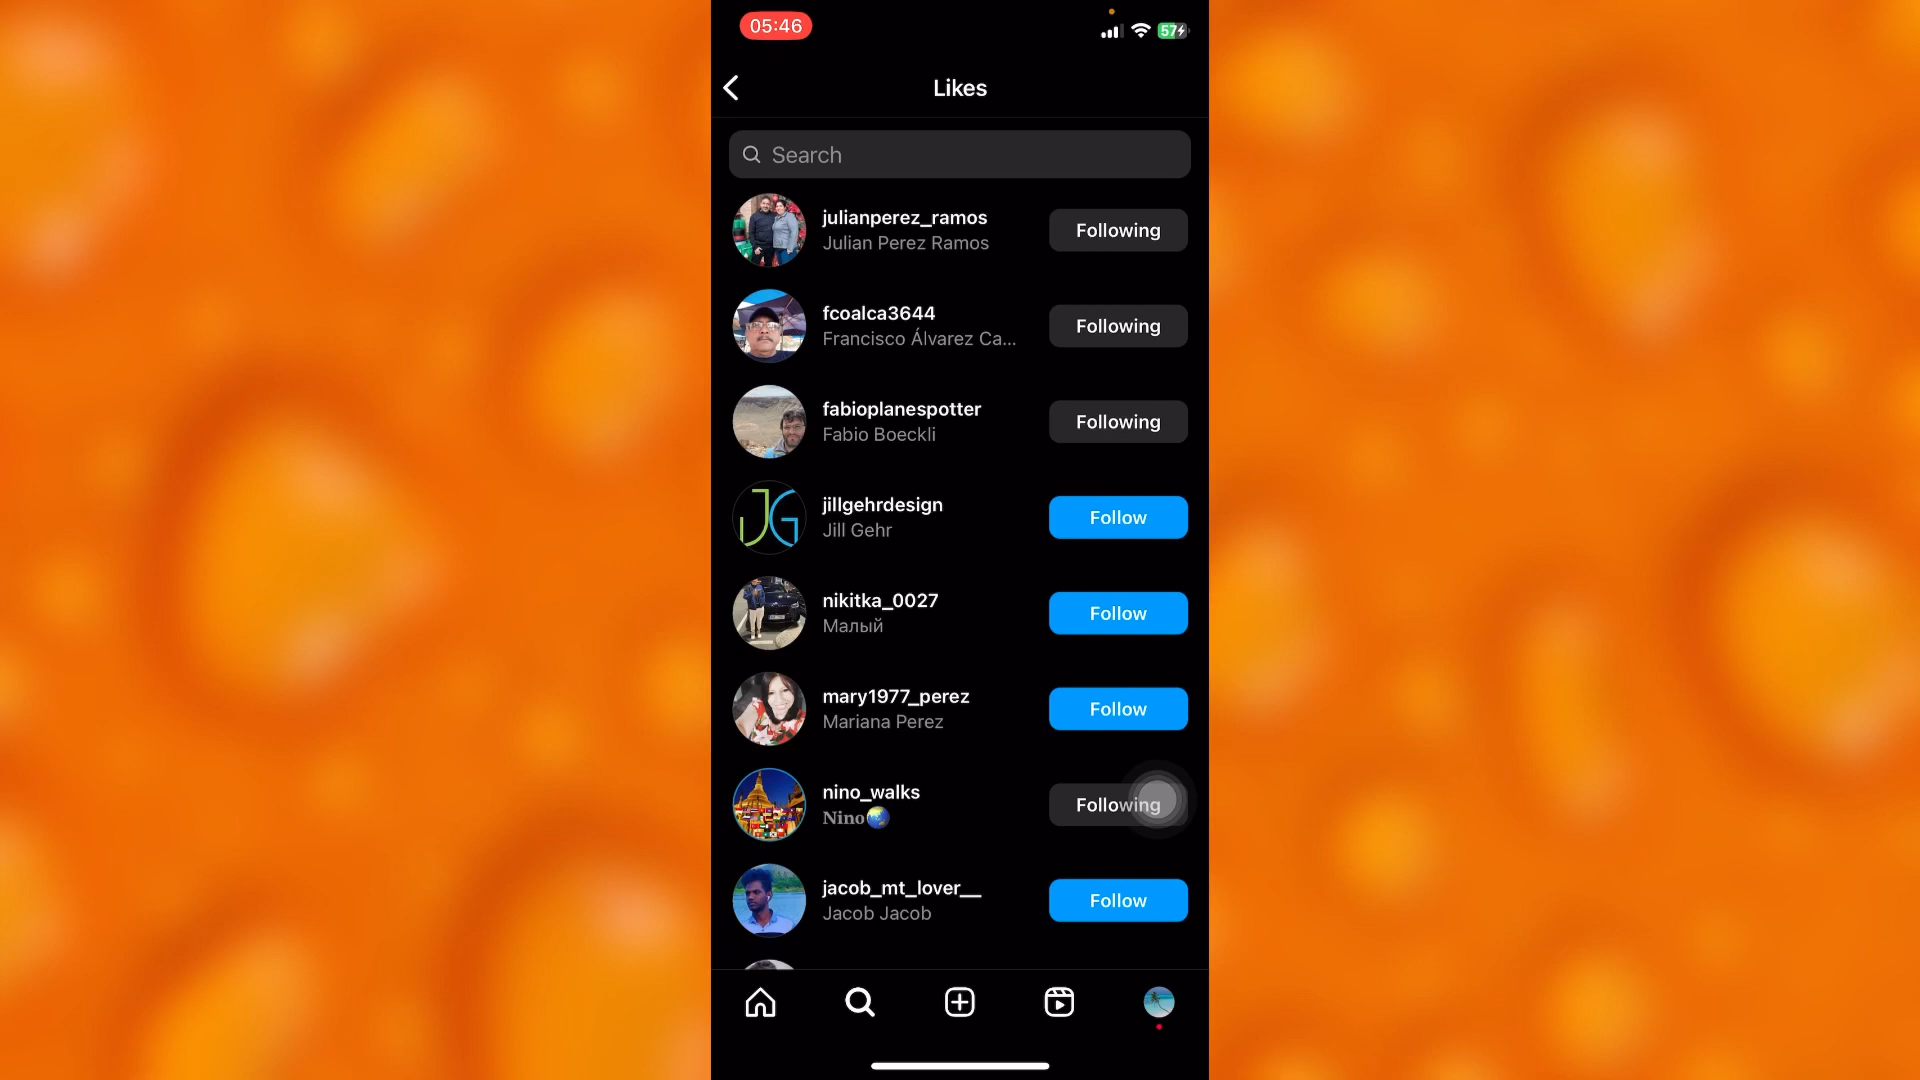 05:46
57
Likes
Search
julianperez_ramos
Julian Perez Ramos
Following
fcoalca3644
Francisco Álvarez Ca...
Following
fabioplanespotter
Fabio Boeckli
Following
JG
jillgehrdesign
Jill Gehr
Follow
nikitka_0027
Малый
Follow
mary1977_perez
Mariana Perez
Follow
nino_walks
Nino🌏
Following
jacob_mt_lover__
Jacob Jacob
Follow